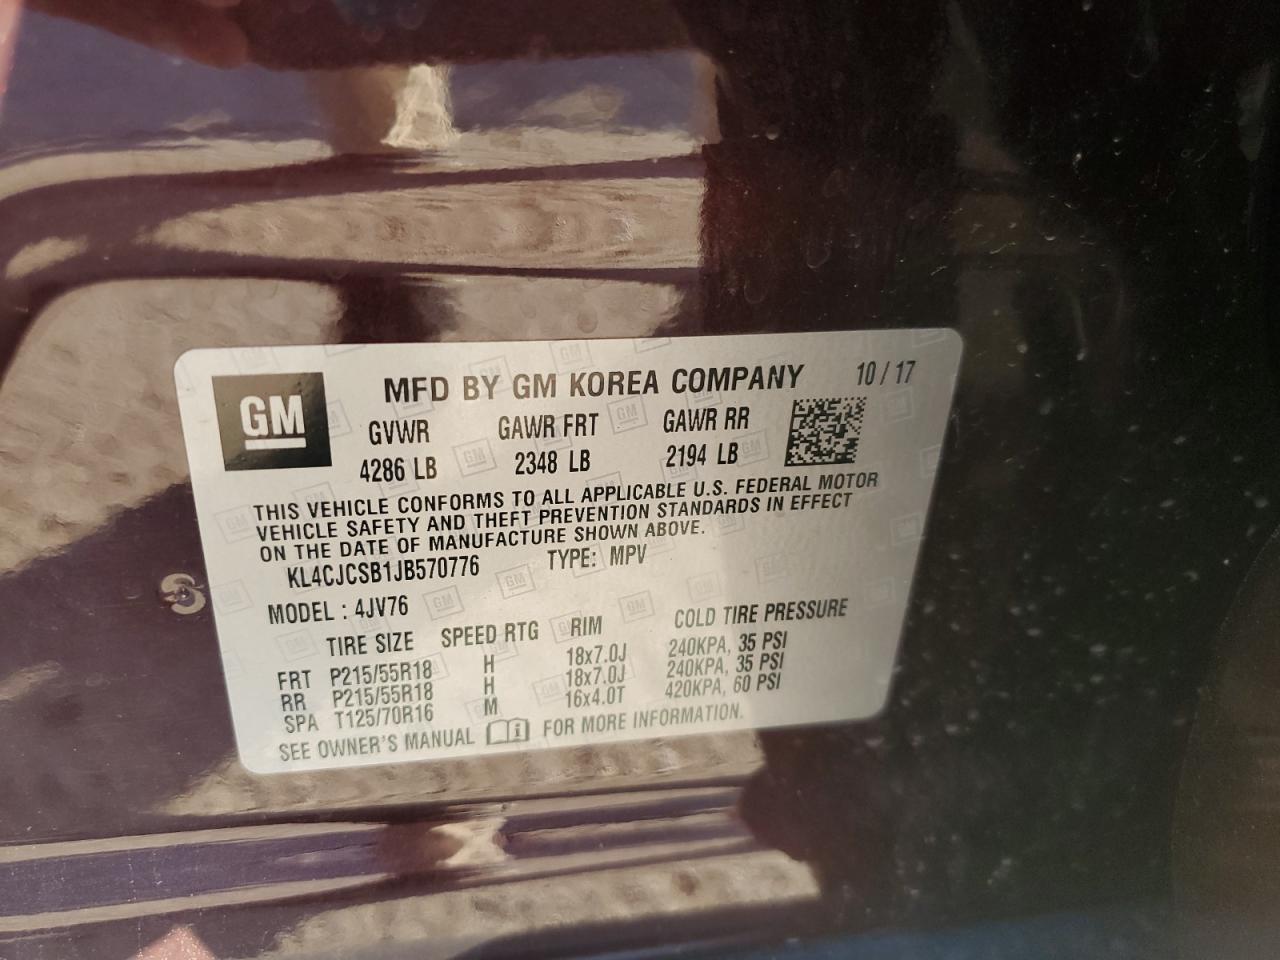 GM
MFD BY GM KOREA COMPANY 10 / 17
GVWR GAWR FRT GAWR RR
4286 LB 2348 LB 2194 LB
THIS VEHICLE CONFORMS TO ALL APPLICABLE U.S. FEDERAL MOTOR
VEHICLE SAFETY AND THEFT PREVENTION STANDARDS IN EFFECT
ON THE DATE OF MANUFACTURE SHOWN ABOVE.
KL4CJCSB1JB570776 TYPE: MPV
MODEL : 4JV76
TIRE SIZE SPEED RTG RIM COLD TIRE PRESSURE
FRT P215/55R18 H 18x7.0J 240KPA, 35 PSI
RR P215/55R18 H 18x7.0J 240KPA, 35 PSI
SPA T125/70R16 M 16x4.0T 420KPA, 60 PSI
SEE OWNER'S MANUAL FOR MORE INFORMATION.
S